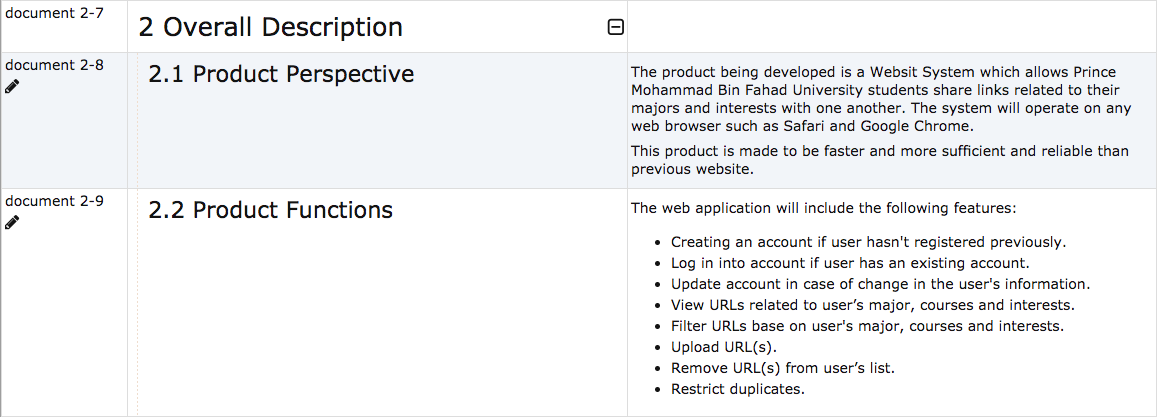 document 2-7
2 Overall Description
document 2-8
2.1 Product Perspective
The product being developed is a Websit System which allows Prince
Mohammad Bin Fahad University students share links related to their
majors and interests with one another. The system will operate on any
web browser such as Safari and Google Chrome.
This product is made to be faster and more sufficient and reliable than
previous website.
document 2-9
2.2 Product Functions
The web application will include the following features:
• Creating an account if user hasn't registered previously.
• Log in into account if user has an existing account.
• Update account in case of change in the user's information.
• View URLs related to user’s major, courses and interests.
• Filter URLs base on user's major, courses and interests.
• Upload URL(s).
• Remove URL(s) from user’s list.
• Restrict duplicates.